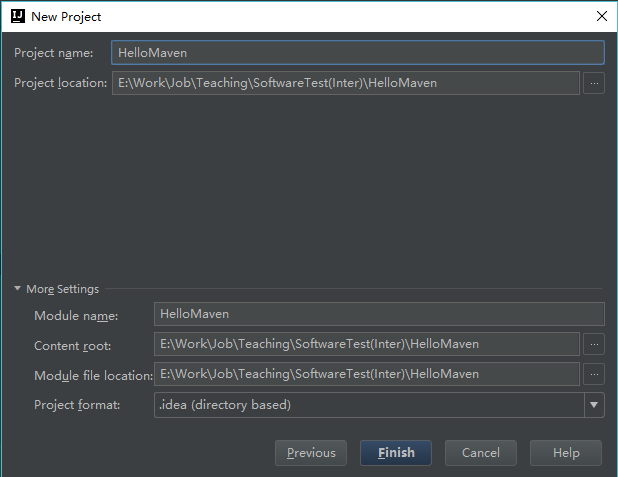 New Project
Project name: HelloMaven
Project location: E:\Work\Job\Teaching\SoftwareTest(Inter)\HelloMaven ...
More Settings
Module name: HelloMaven
Content root: E:\Work\Job\Teaching\SoftwareTest(Inter)\HelloMaven ...
Module file location: E:\Work\Job\Teaching\SoftwareTest(Inter)\HelloMaven ...
Project format: .idea (directory based)
Previous Finish Cancel Help